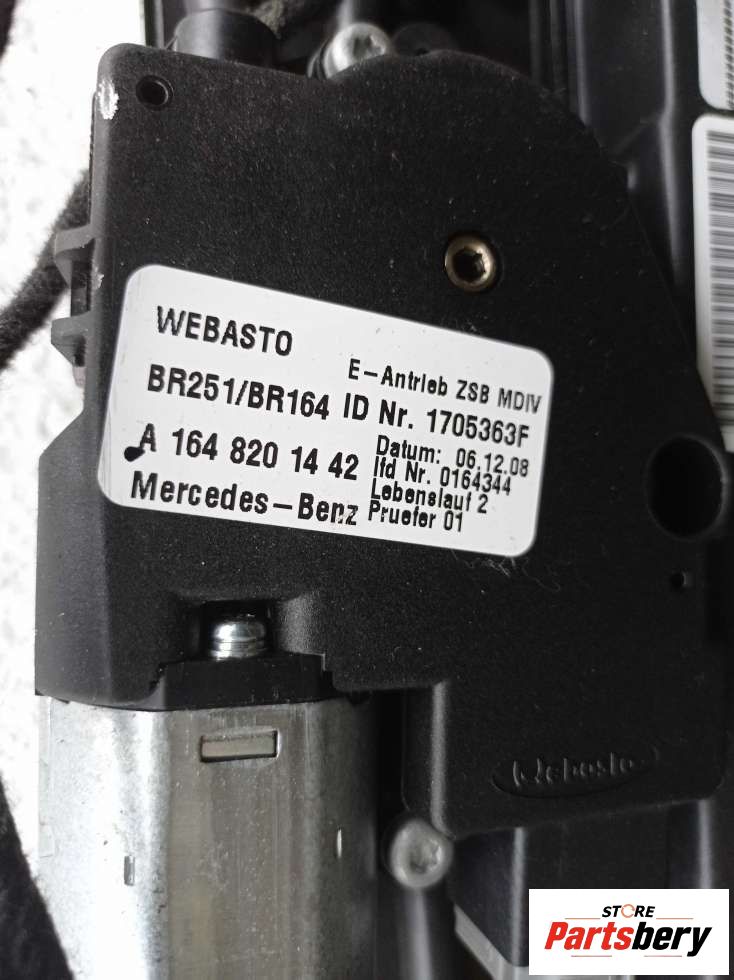 WEBASTO
E-Antrieb ZSB MDIV
BR251/BR164 ID Nr. 1705363F
A 164 820 14 42
Datum: 06.12.08
lfd Nr. 0164344
Lebenslauf 2
Mercedes-Benz
Pruefer 01
Webasto
STORE
Partsbery